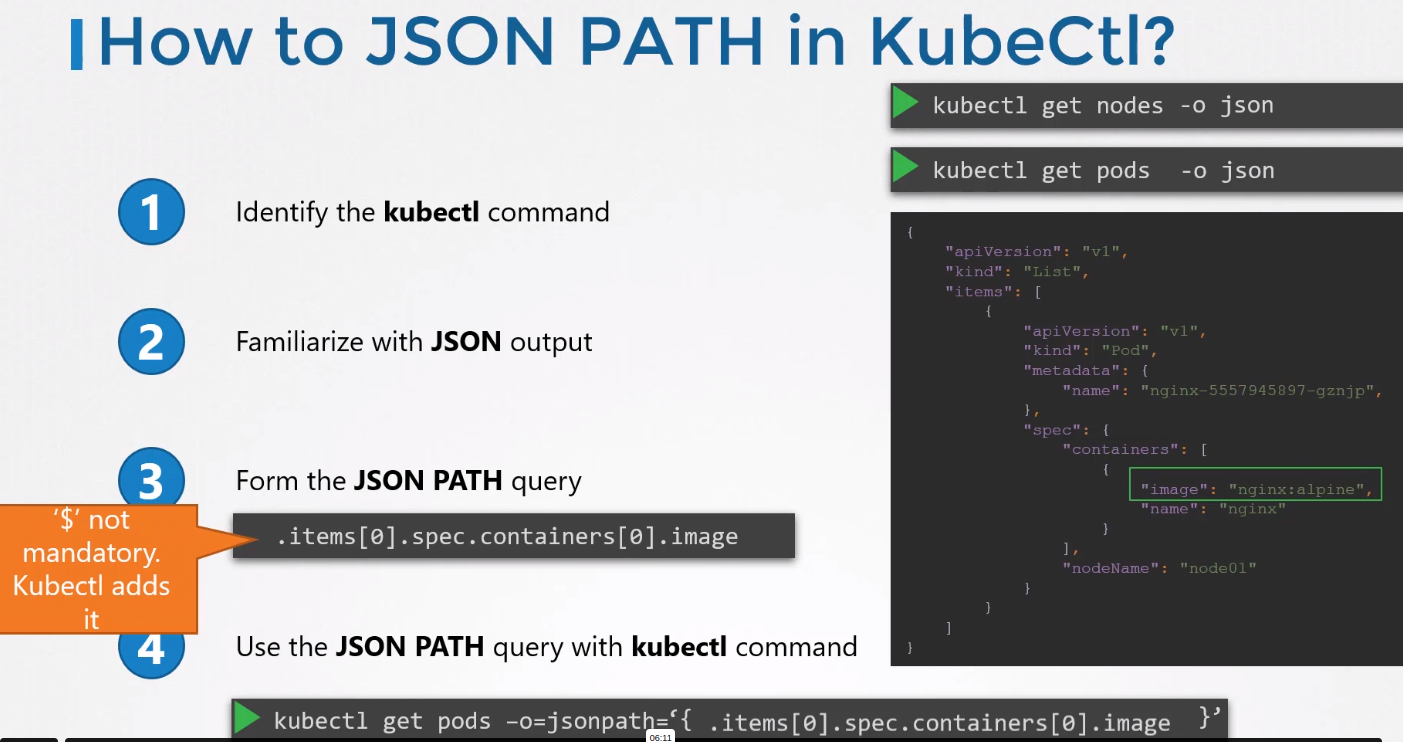 How to JSON PATH in KubeCtl?
kubectl get nodes -o json
kubectl get pods  -o json
1
Identify the kubectl command
2
Familiarize with JSON output
3
Form the JSON PATH query
.items[0].spec.containers[0].image
‘$’ not
mandatory.
Kubectl adds
it
4
Use the JSON PATH query with kubectl command
kubectl get pods –o=jsonpath=‘{ .items[0].spec.containers[0].image }’
{
"apiVersion": "v1",
"kind": "List",
"items": [
{
"apiVersion": "v1",
"kind": "Pod",
"metadata": {
"name": "nginx-5557945897-gznjp",
},
"spec": {
"containers": [
{
"image": "nginx:alpine",
"name": "nginx"
}
],
"nodeName": "node01"
}
}
]
}
06:11